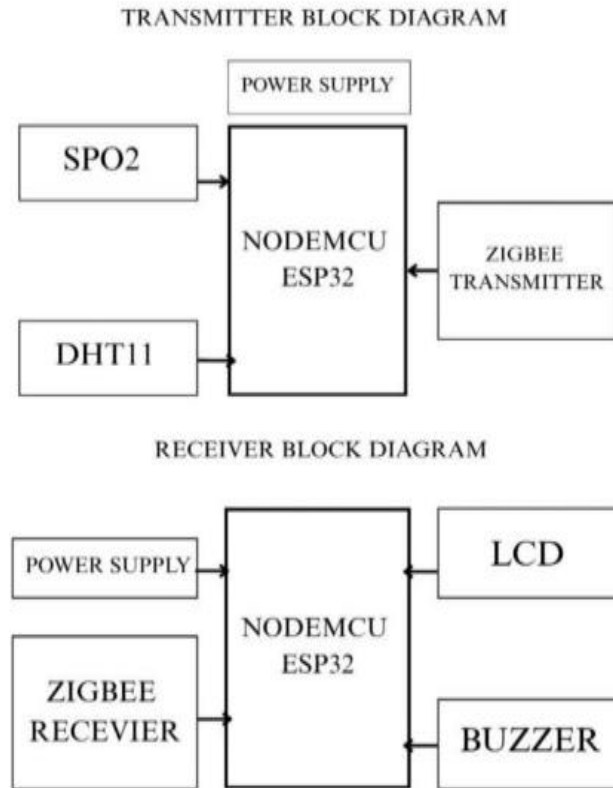 TRANSMITTER BLOCK DIAGRAM
POWER SUPPLY
SPO2
NODEMCU
ESP32
ZIGBEE
TRANSMITTER
DHT11
RECEIVER BLOCK DIAGRAM
POWER SUPPLY
NODEMCU
ESP32
LCD
ZIGBEE
RECEVIER
BUZZER